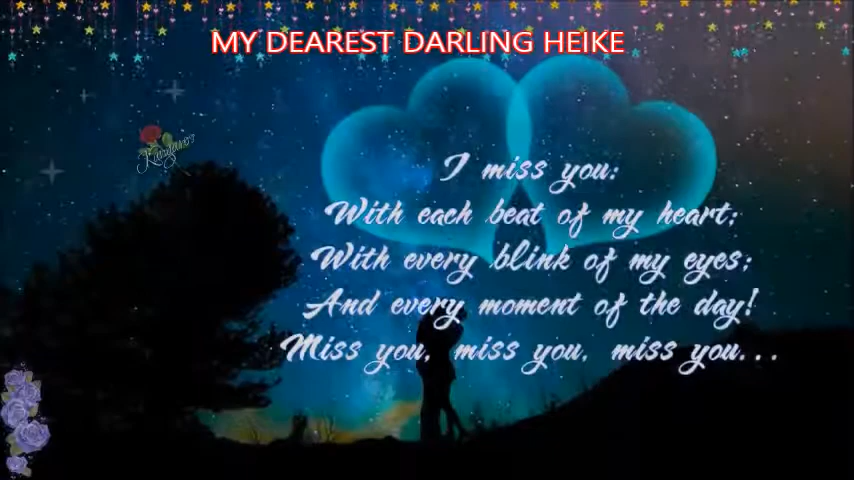 MY DEAREST DARLING HEIKE
I miss you:
With each beat of my heart;
With every blink of my eyes;
And every moment of the day!
Miss you, miss you, miss you...